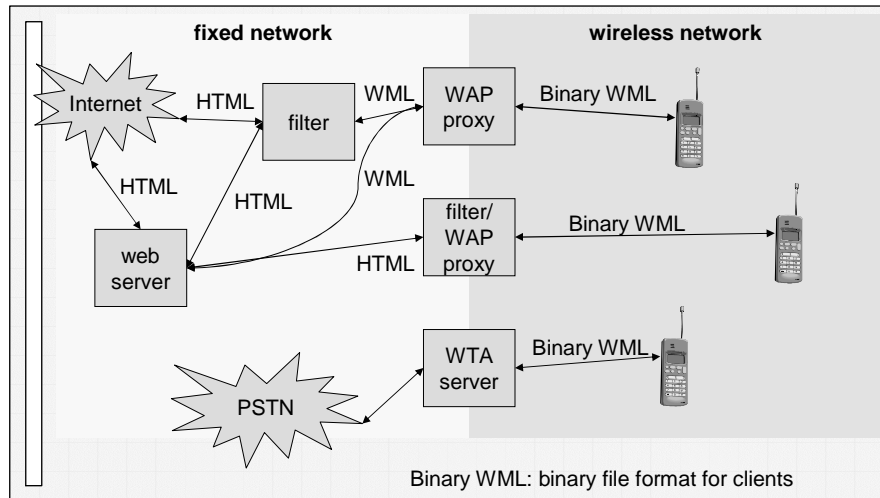 fixed network
wireless network
Internet
HTML
filter
WML
WAP
proxy
Binary WML
HTML
HTML
WML
web
server
HTML
filter/
WAP
proxy
Binary WML
WTA
server
Binary WML
PSTN
Binary WML: binary file format for clients